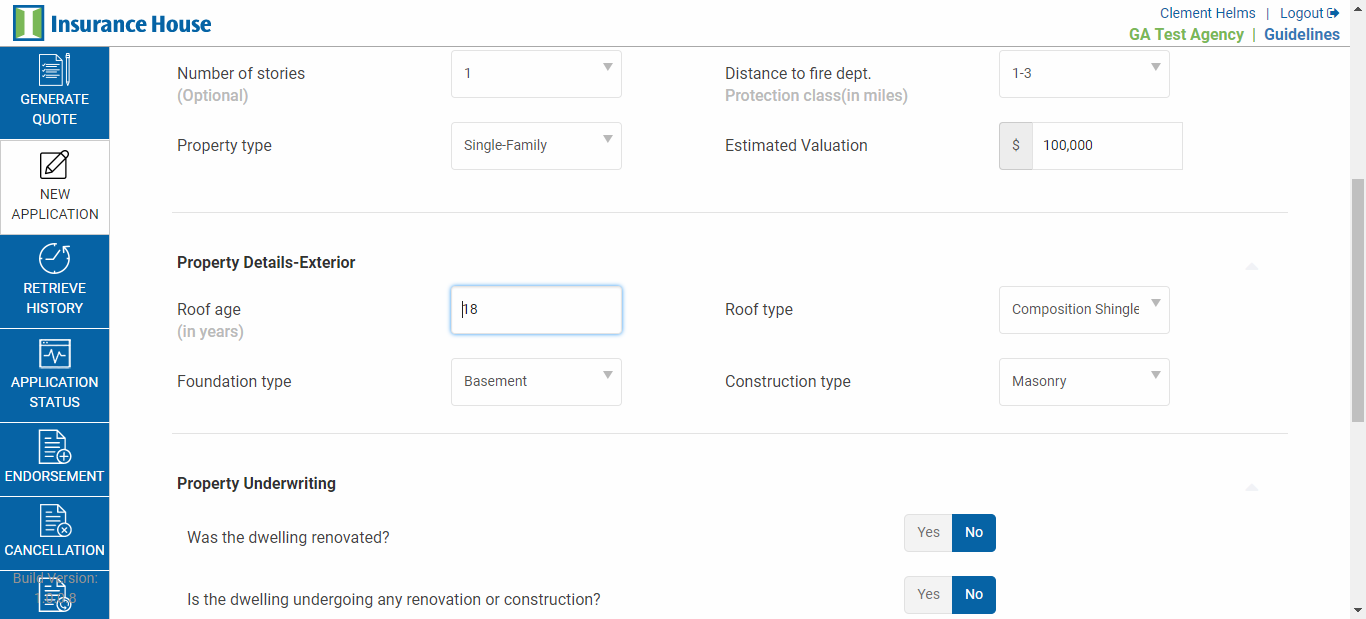 Insurance House
Clement Helms | Logout
GA Test Agency | Guidelines
GENERATE
QUOTE
NEW
APPLICATION
RETRIEVE
HISTORY
APPLICATION
STATUS
ENDORSEMENT
CANCELLATION
Build Version:
Number of stories
(Optional)
1
Distance to fire dept.
Protection class(in miles)
1-3
Property type
Single-Family
Estimated Valuation
$ 100,000
Property Details-Exterior
Roof age
(in years)
18
Roof type
Composition Shingle
Foundation type
Basement
Construction type
Masonry
Property Underwriting
Was the dwelling renovated?
Yes No
Is the dwelling undergoing any renovation or construction?
Yes No